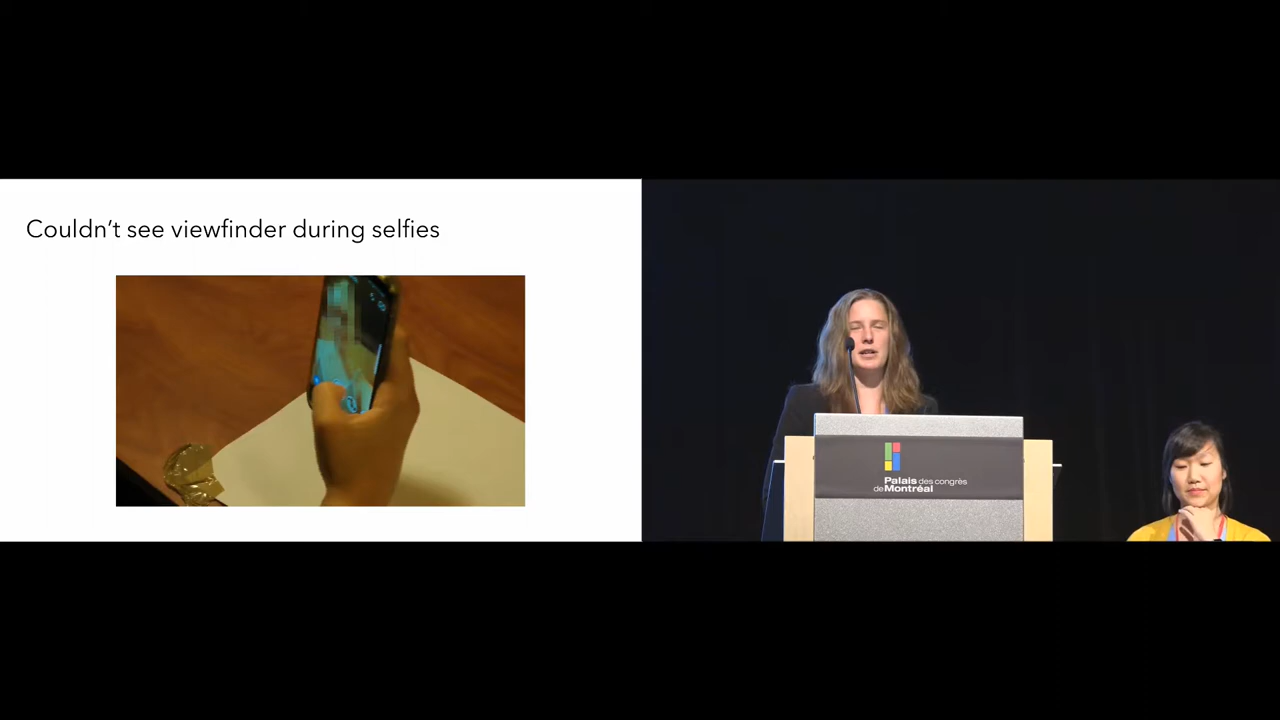 Couldn't see viewfinder during selfies
Palais des congrès
de Montréal